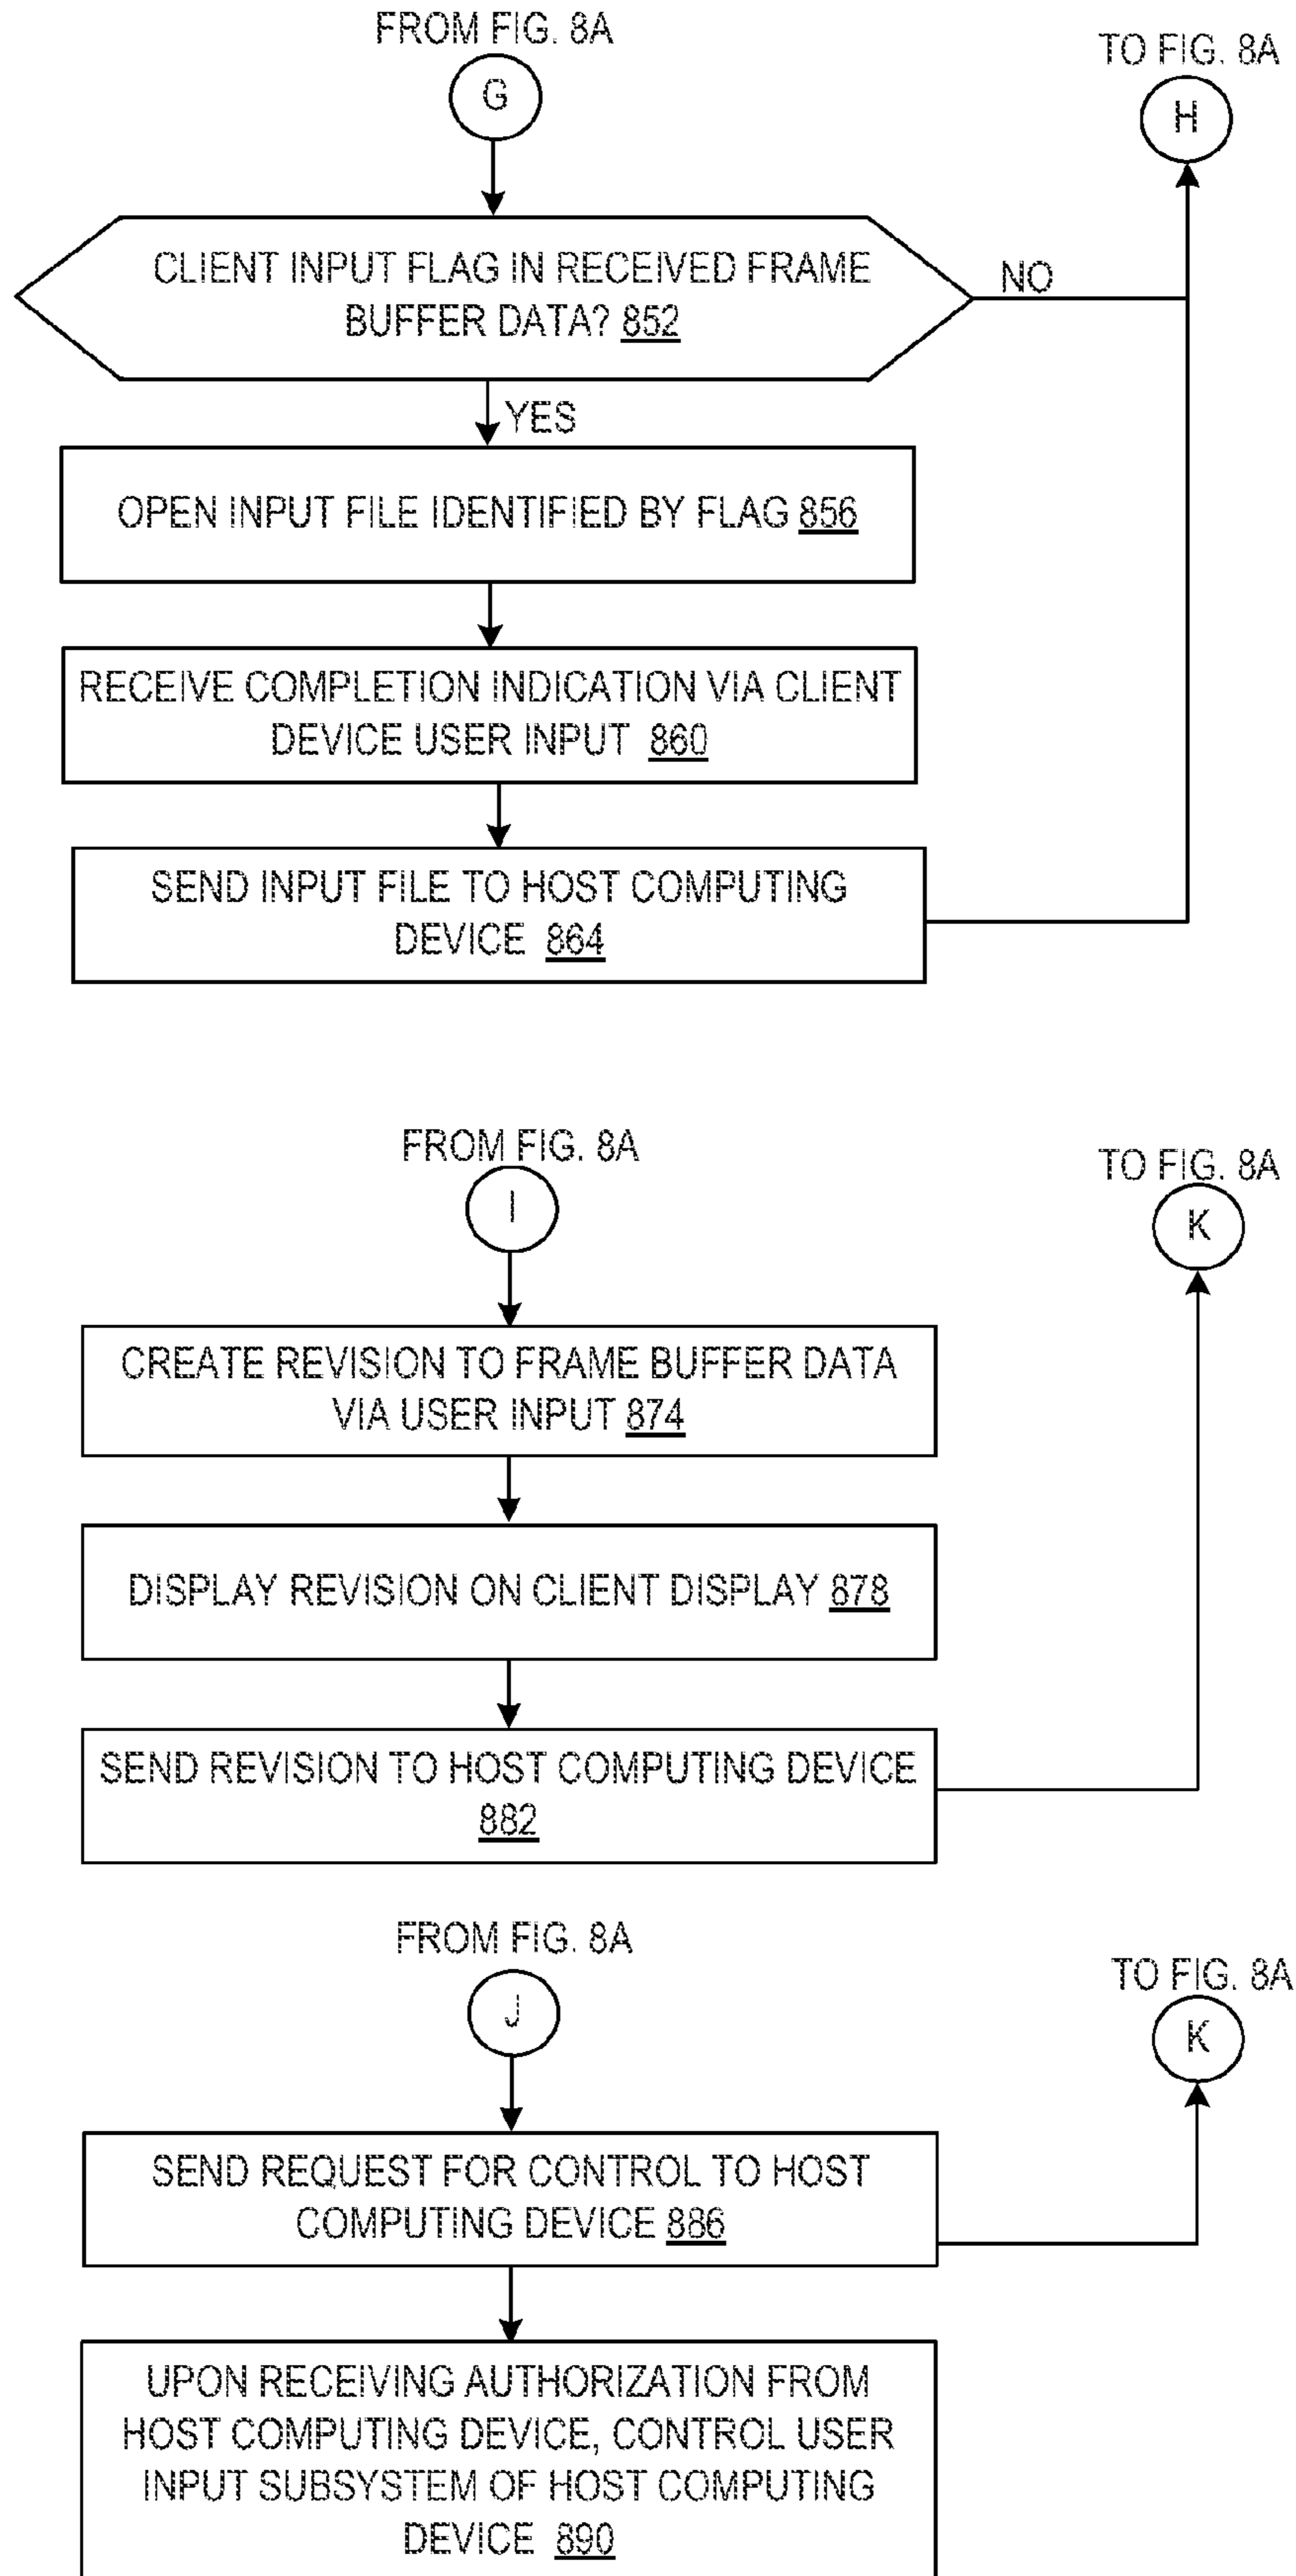 FROM FIG. 8A
G
TO FIG. 8A
H
CLIENT INPUT FLAG IN RECEIVED FRAME
BUFFER DATA? 852
NO
YES
OPEN INPUT FILE IDENTIFIED BY FLAG 856
RECEIVE COMPLETION INDICATION VIA CLIENT
DEVICE USER INPUT 860
SEND INPUT FILE TO HOST COMPUTING
DEVICE 864
FROM FIG. 8A
I
TO FIG. 8A
K
CREATE REVISION TO FRAME BUFFER DATA
VIA USER INPUT 874
DISPLAY REVISION ON CLIENT DISPLAY 878
SEND REVISION TO HOST COMPUTING DEVICE
882
FROM FIG. 8A
J
TO FIG. 8A
K
SEND REQUEST FOR CONTROL TO HOST
COMPUTING DEVICE 886
UPON RECEIVING AUTHORIZATION FROM
HOST COMPUTING DEVICE, CONTROL USER
INPUT SUBSYSTEM OF HOST COMPUTING
DEVICE 890